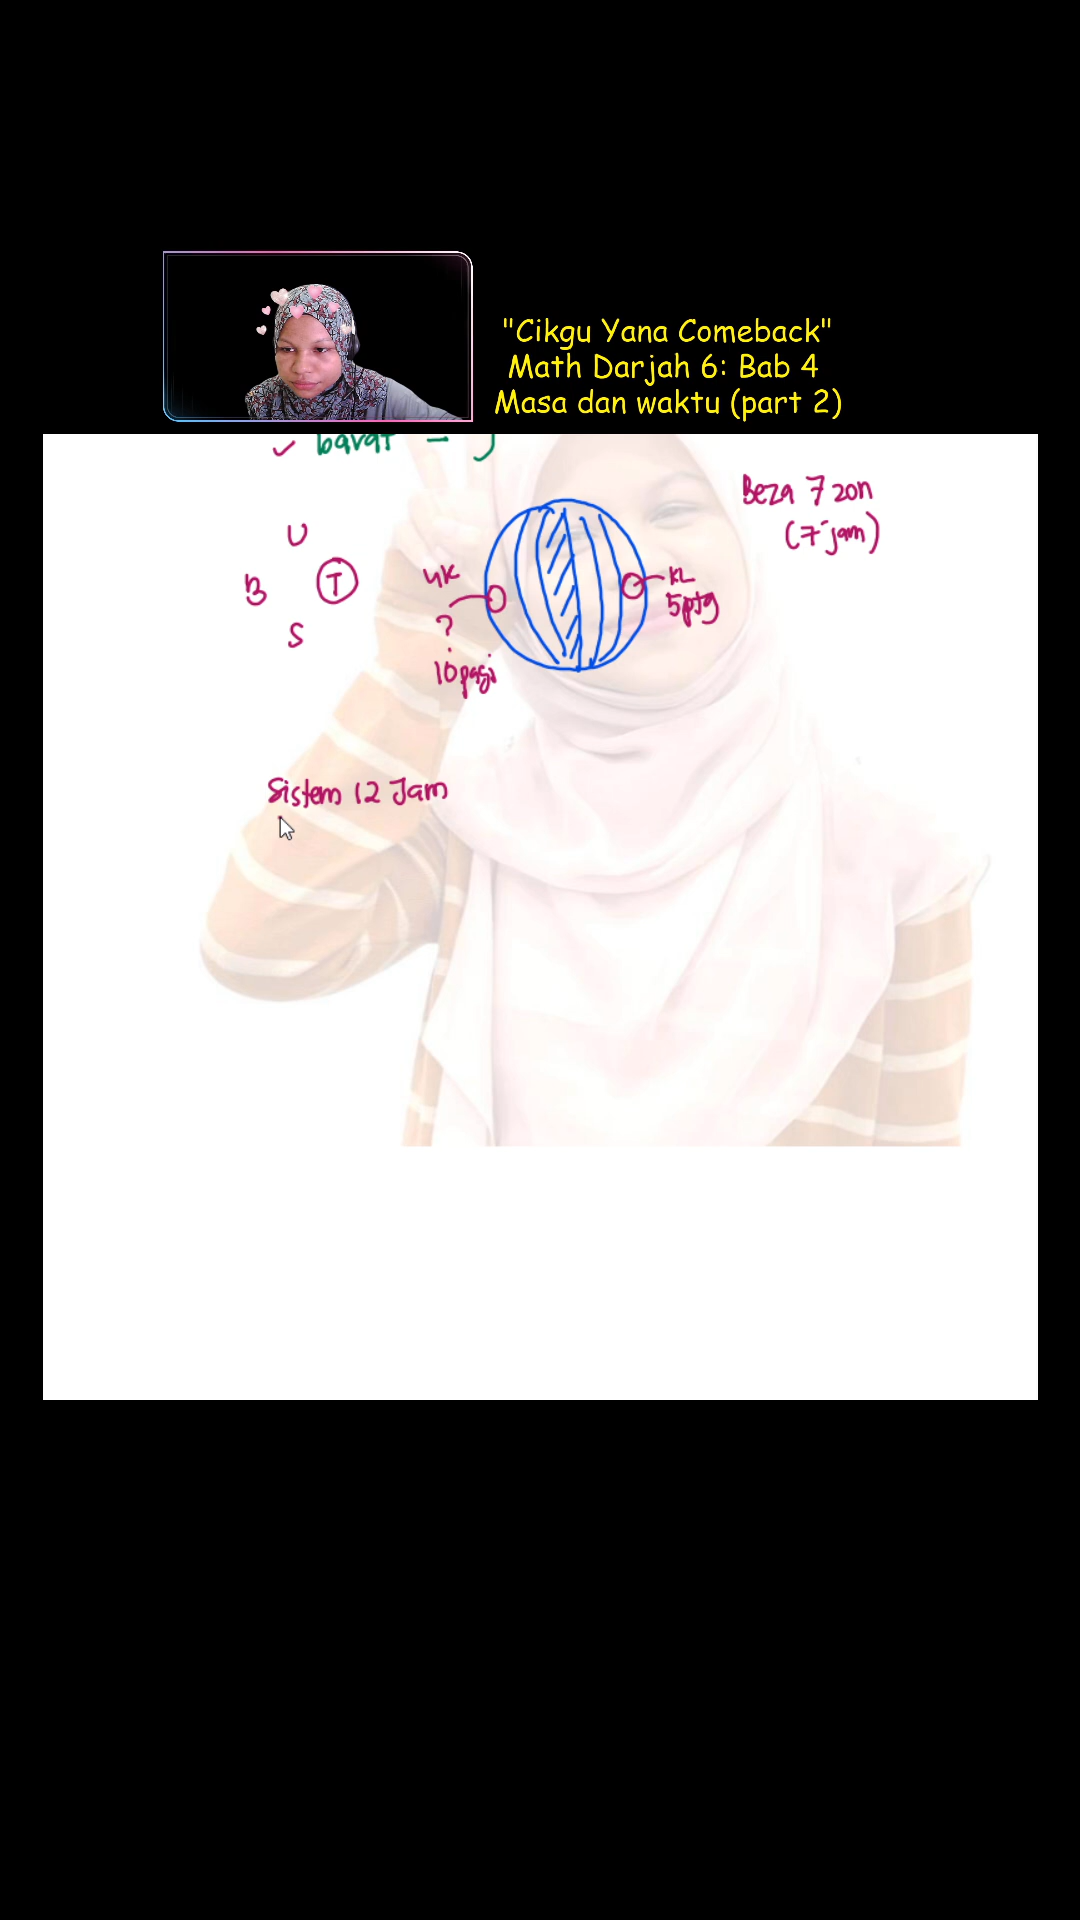 "Cikgu Yana Comeback"
Math Darjah 6: Bab 4
Masa dan waktu (part 2)
✓ barat =
Beza 7 zon
(7 jam)
U
B T
S
UK
?
10 pagi
KL
5 ptg
Sistem 12 Jam